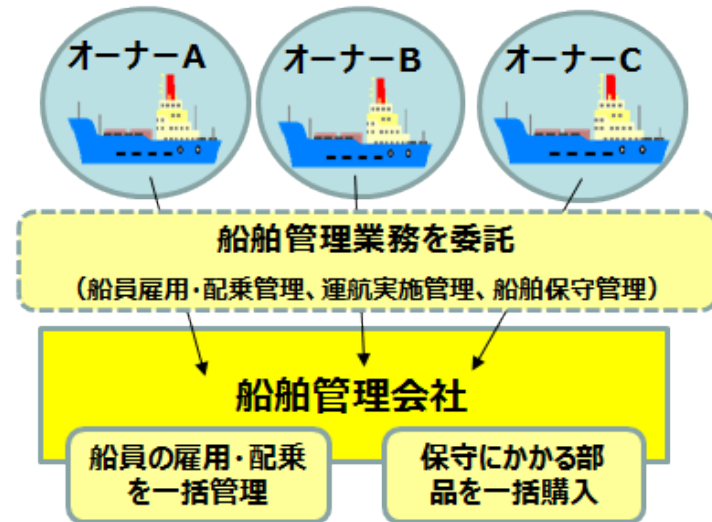 オーナーA
オーナーB
オーナーC
船舶管理業務を委託
（船員雇用・配乗管理、運航実施管理、船舶保守管理）
船舶管理会社
船員の雇用・配乗
を一括管理
保守にかかる部
品を一括購入